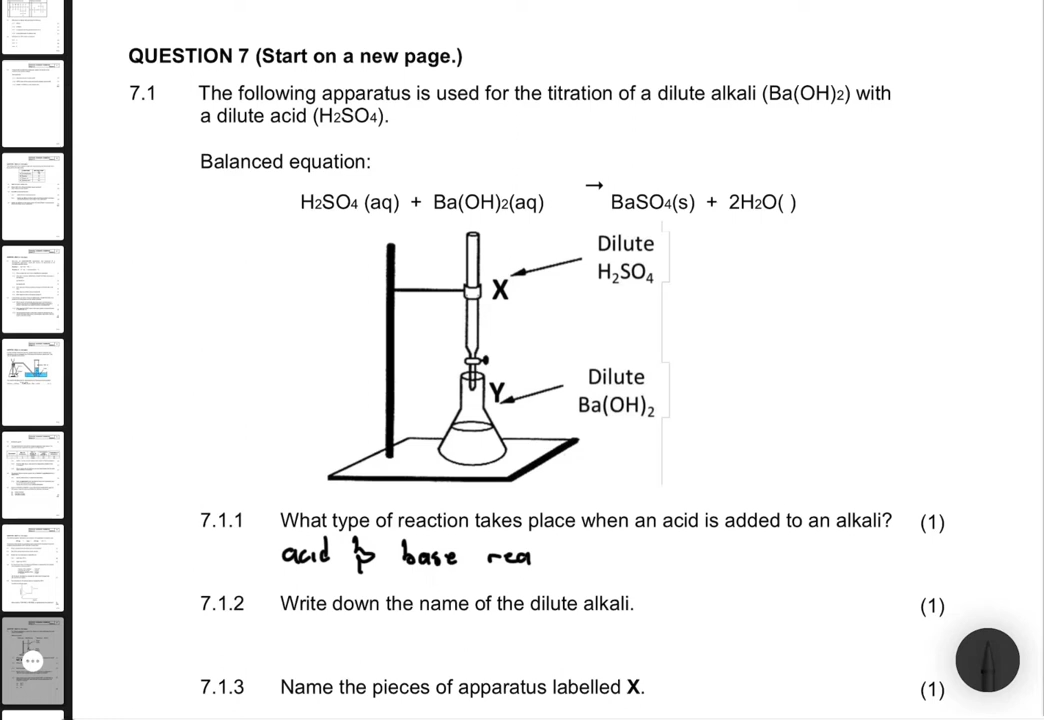 QUESTION 7 (Start on a new page.)
7.1 The following apparatus is used for the titration of a dilute alkali (Ba(OH)2) with
a dilute acid (H2SO4).
Balanced equation:
H2SO4 (aq) + Ba(OH)2(aq) → BaSO4(s) + 2H2O( )
Dilute
H₂SO₄
X
Dilute
Y
Ba(OH)₂
7.1.1 What type of reaction takes place when an acid is added to an alkali? (1)
acid & base rea
7.1.2 Write down the name of the dilute alkali. (1)
7.1.3 Name the pieces of apparatus labelled X. (1)